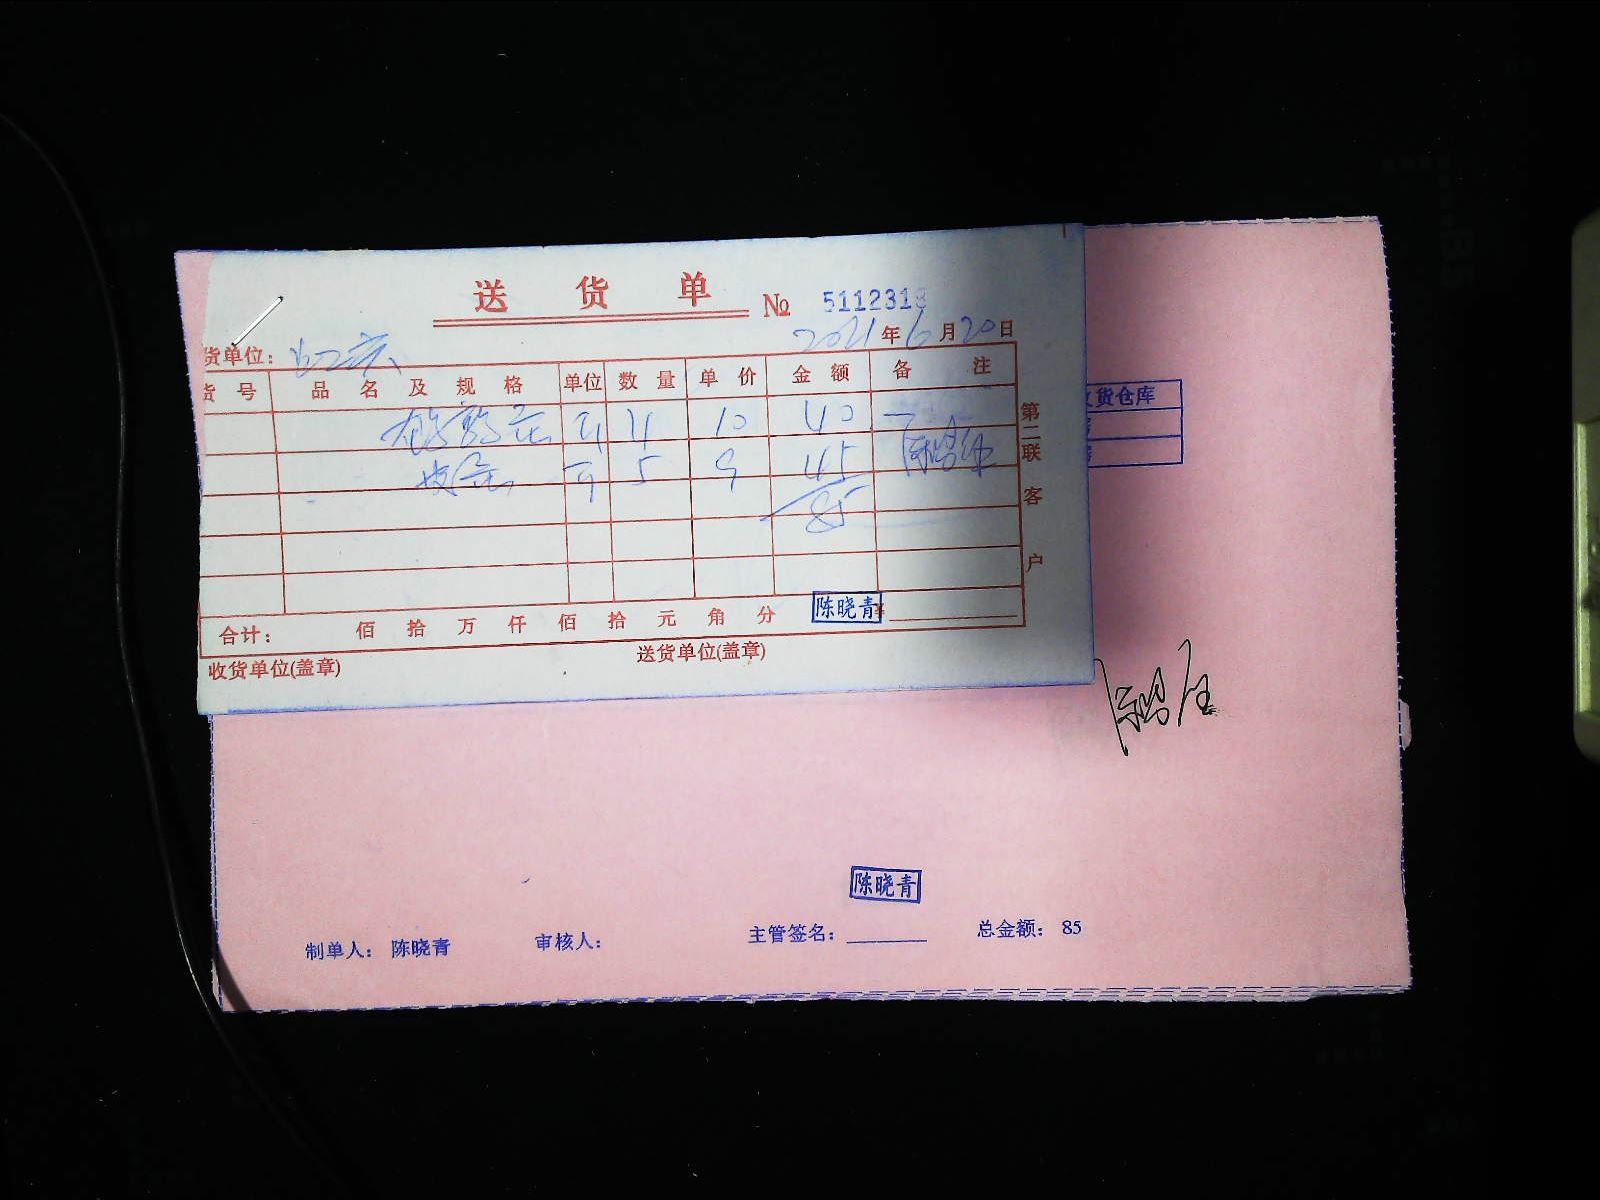 送货单 № 5112318
2021年6月20日
货单位：
货号 品名及规格 单位 数量 单价 金额 备注
4 10 40
5 9 45
85
合计： 佰 拾 万 仟 佰 拾 元 角 分 陈晓青
收货单位(盖章) 送货单位(盖章)
第二联 客户
货仓库
陈晓青
制单人： 陈晓青 审核人： 主管签名： 总金额： 85